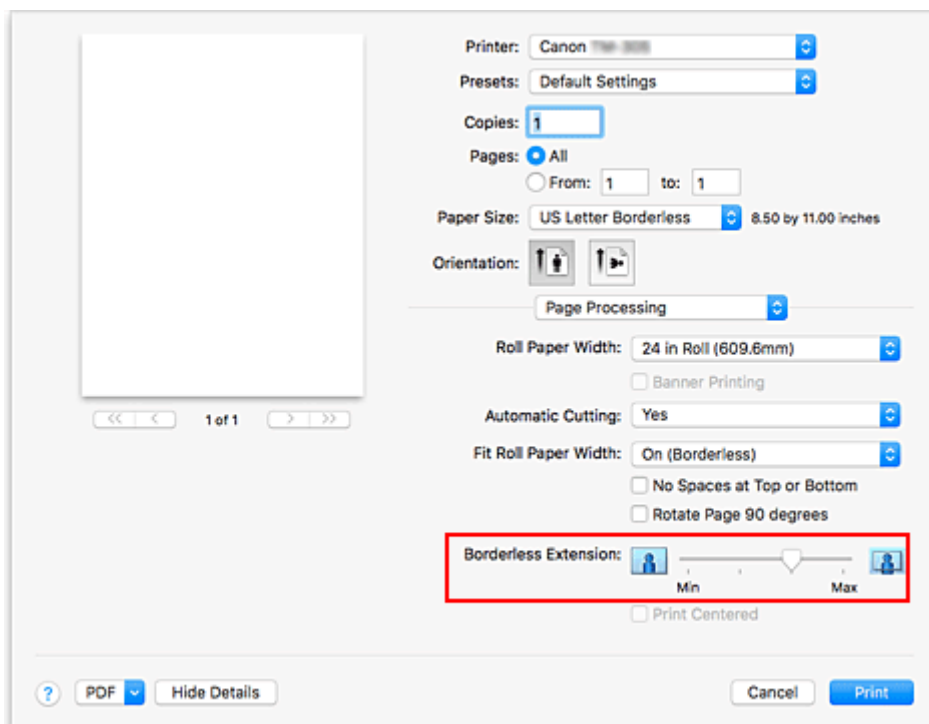 Printer: Canon
Presets: Default Settings
Copies: 1
Pages: All
From: 1 to: 1
Paper Size: US Letter Borderless 8.50 by 11.00 inches
Orientation:
Page Processing
Roll Paper Width: 24 in Roll (609.6mm)
Banner Printing
<< < 1 of 1 > >>
Automatic Cutting: Yes
Fit Roll Paper Width: On (Borderless)
No Spaces at Top or Bottom
Rotate Page 90 degrees
Borderless Extension:
Min Max
Print Centered
? PDF Hide Details Cancel Print